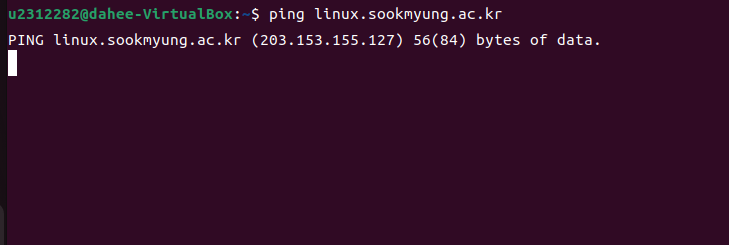 u2312282@dahee-VirtualBox:~$ ping linux.sookmyung.ac.kr
PING linux.sookmyung.ac.kr (203.153.155.127) 56(84) bytes of data.